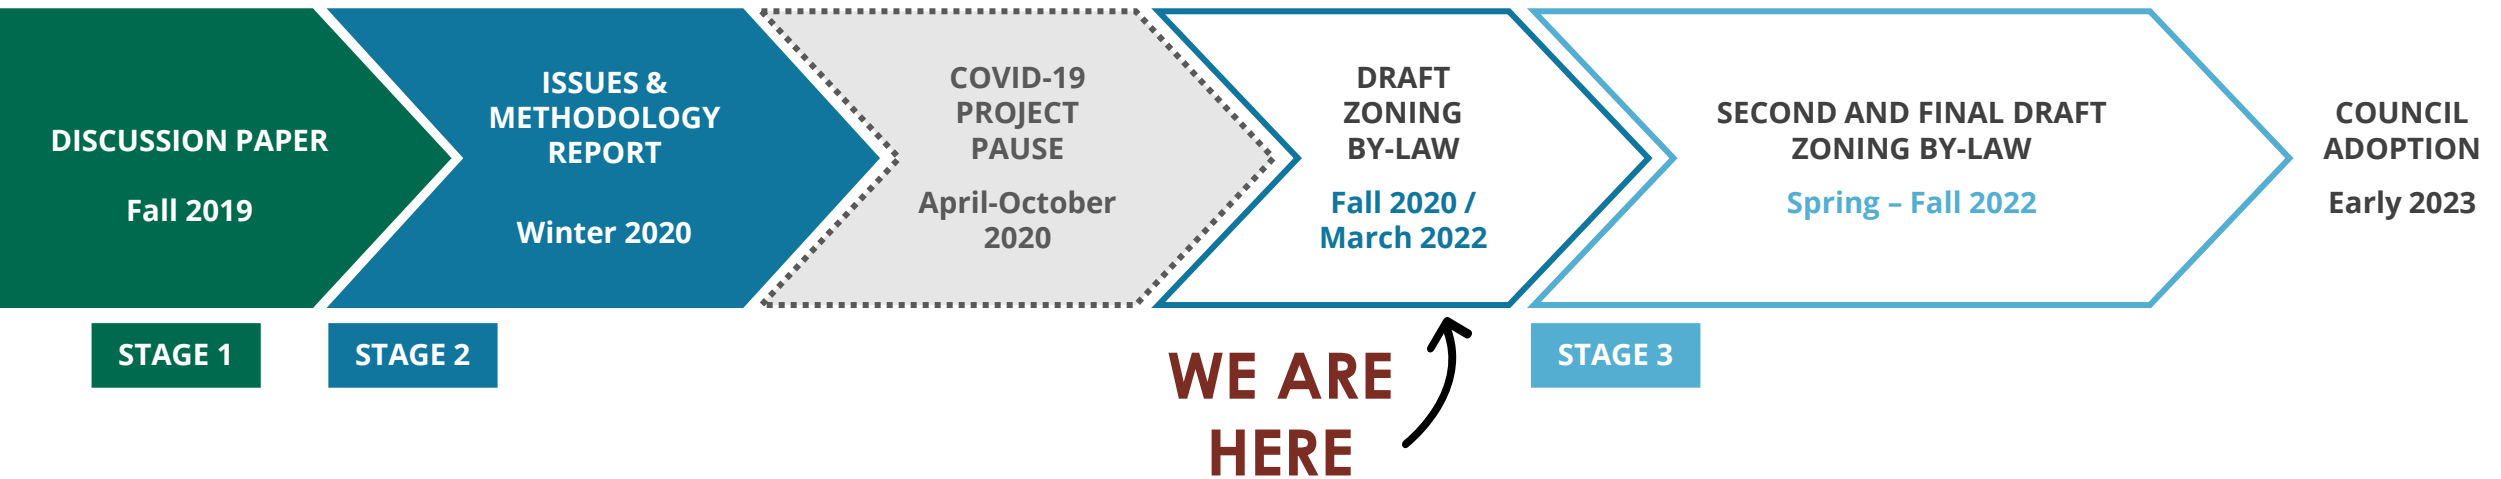 DISCUSSION PAPER
Fall 2019
ISSUES &
METHODOLOGY
REPORT
Winter 2020
COVID-19
PROJECT
PAUSE
April-October
2020
DRAFT
ZONING
BY-LAW
Fall 2020 /
March 2022
SECOND AND FINAL DRAFT
ZONING BY-LAW
Spring – Fall 2022
COUNCIL
ADOPTION
Early 2023
STAGE 1
STAGE 2
WE ARE
HERE
STAGE 3